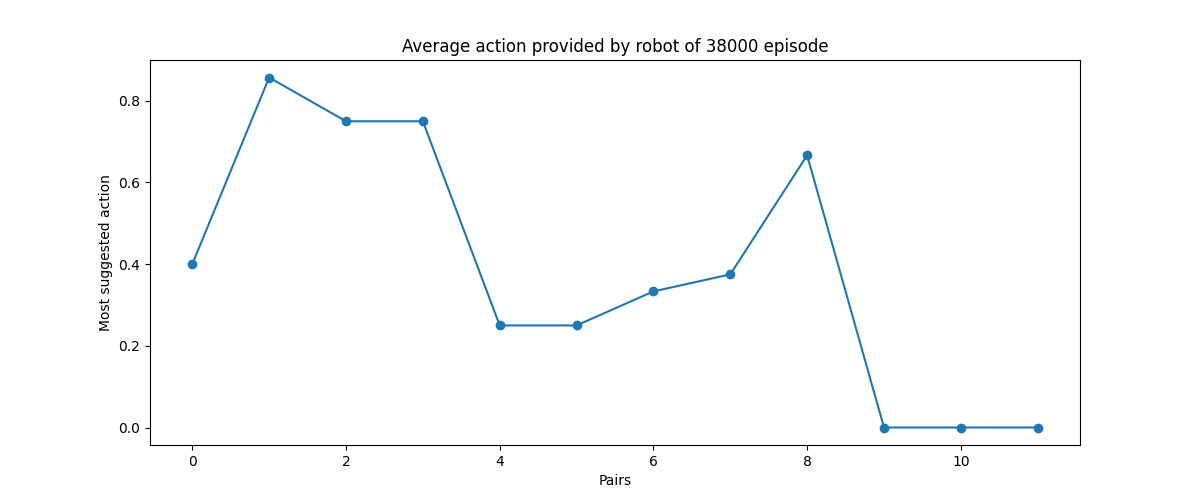 Average action provided by robot of 38000 episode
Most suggested action
0.8
0.6
0.4
0.2
0.0
0 2 4 6 8 10
Pairs